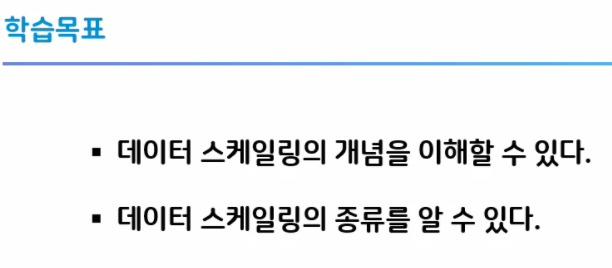 학습목표
▪ 데이터 스케일링의 개념을 이해할 수 있다.
▪ 데이터 스케일링의 종류를 알 수 있다.